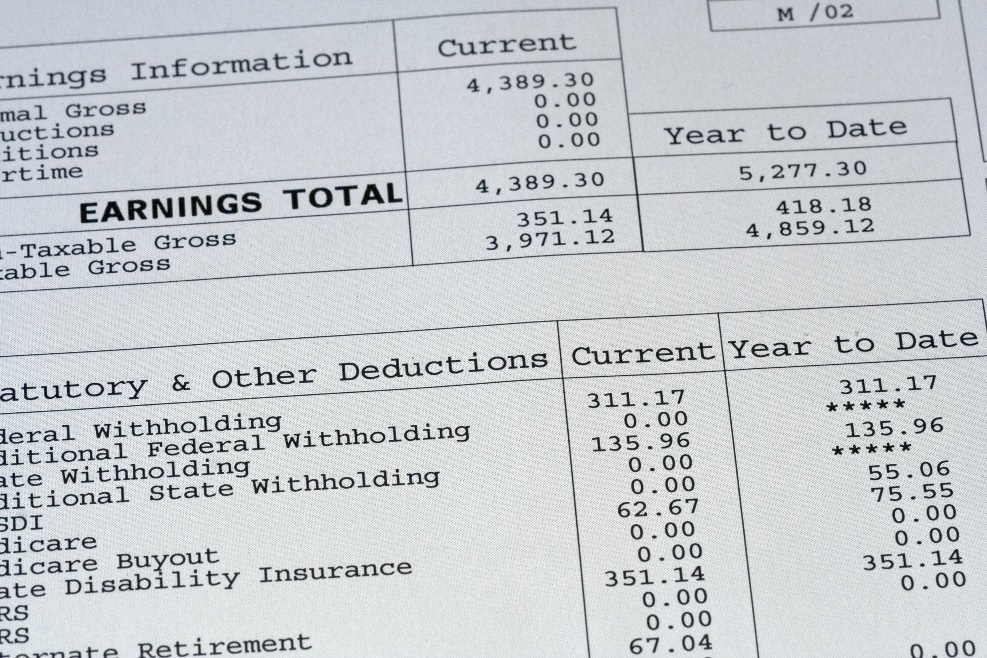 M /02
rnings Information Current
mal Gross 4,389.30
uctions 0.00
itions 0.00
rtime 0.00
Year to Date
EARNINGS TOTAL 4,389.30 5,277.30
-Taxable Gross 351.14 418.18
table Gross 3,971.12 4,859.12
atutory & Other Deductions Current Year to Date
deral Withholding 311.17 311.17
ditional Federal Withholding 0.00 *****
ate Withholding 135.96 135.96
ditional State Withholding 0.00 *****
SDI 0.00 55.06
dicare 62.67 75.55
dicare Buyout 0.00 0.00
ate Disability Insurance 0.00 0.00
RS 351.14 351.14
RS 0.00 0.00
ternate Retirement 0.00
67.04 0.00